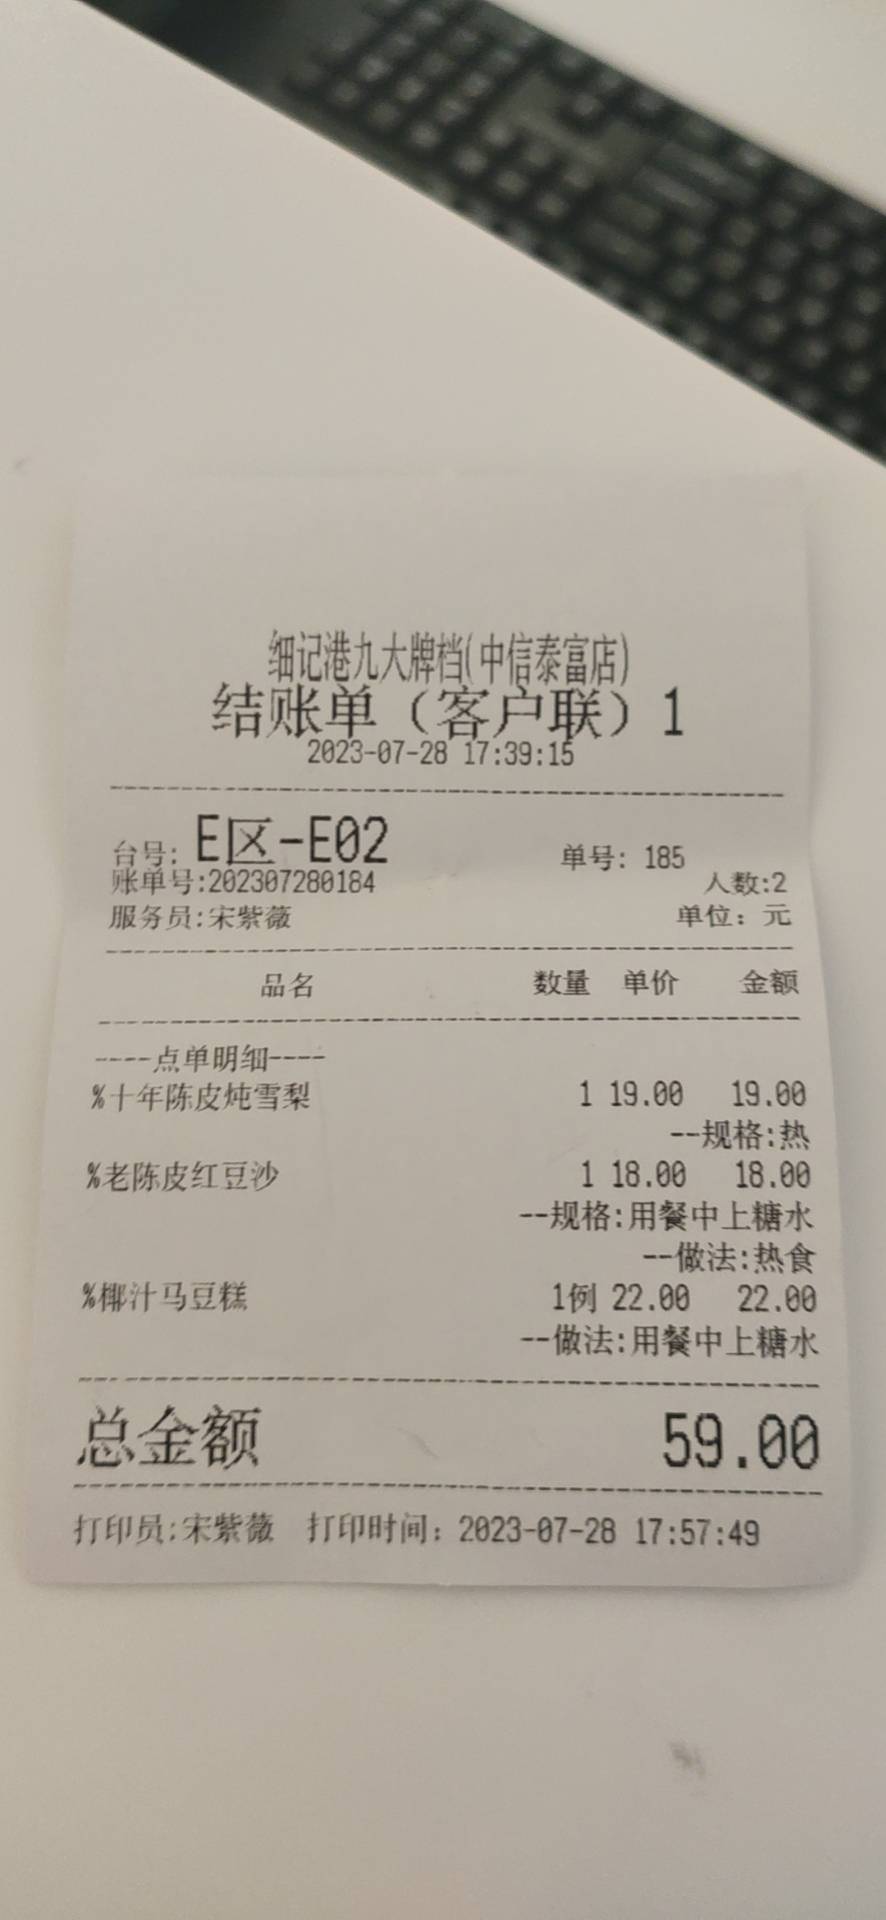 细记港九大牌档(中信泰富店)
结账单（客户联）1
2023-07-28 17:39:15
台号: E区-E02 单号: 185
账单号:202307280184 人数:2
服务员:宋紫薇 单位: 元
品名 数量 单价 金额
----点单明细----
%十年陈皮炖雪梨 1 19.00 19.00
--规格:热
%老陈皮红豆沙 1 18.00 18.00
--规格:用餐中上糖水
--做法:热食
%椰汁马豆糕 1例 22.00 22.00
--做法:用餐中上糖水
总金额 59.00
打印员:宋紫薇 打印时间: 2023-07-28 17:57:49